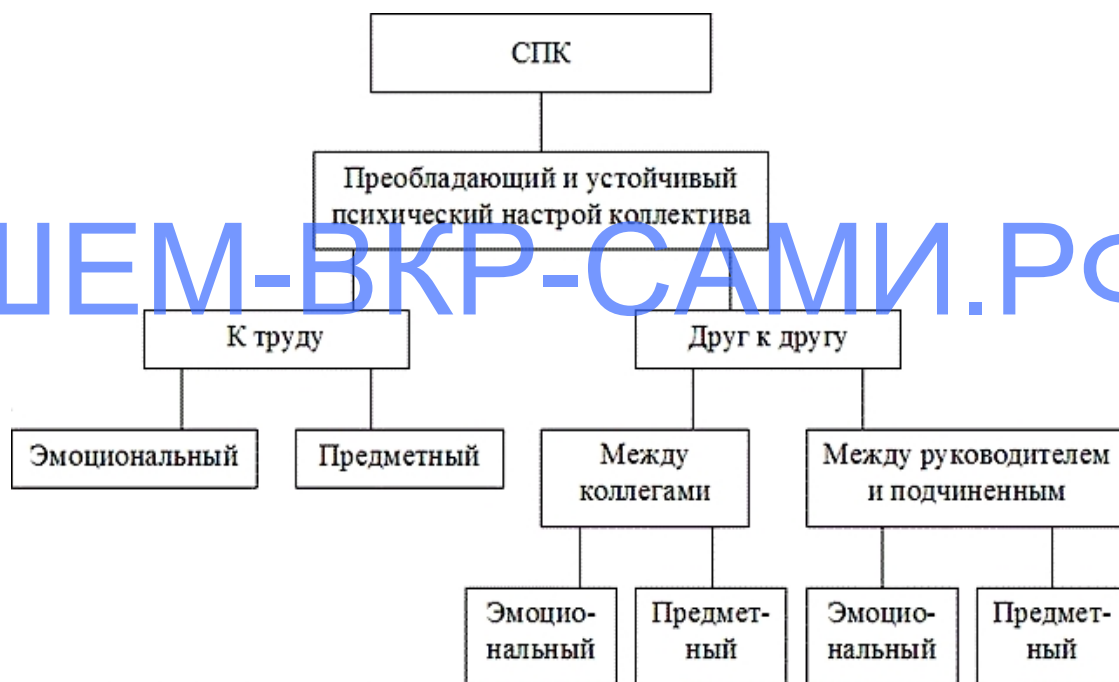 СПК
Преобладающий и устойчивый
психический настрой коллектива
ШЕМ-ВКР-САМИ.РФ
К труду
Друг к другу
Эмоциональный
Предметный
Между
коллегами
Между руководителем
и подчиненным
Эмоцио-
нальный
Предмет-
ный
Эмоцио-
нальный
Предмет-
ный